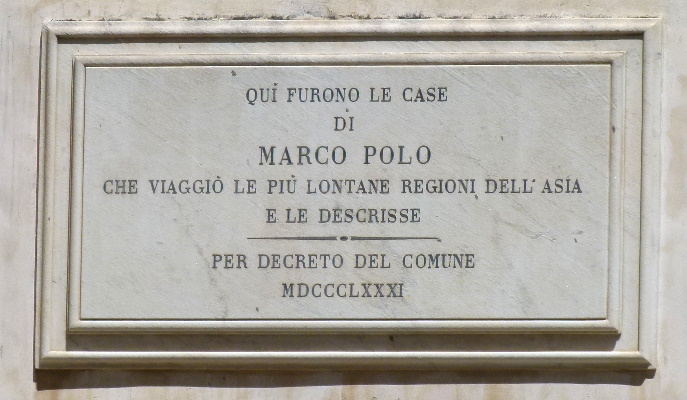 QUÌ FURONO LE CASE
DI
MARCO POLO
CHE VIAGGIÒ LE PIÙ LONTANE REGIONI DELL'ASIA
E LE DESCRISSE
PER DECRETO DEL COMUNE
MDCCCLXXXI